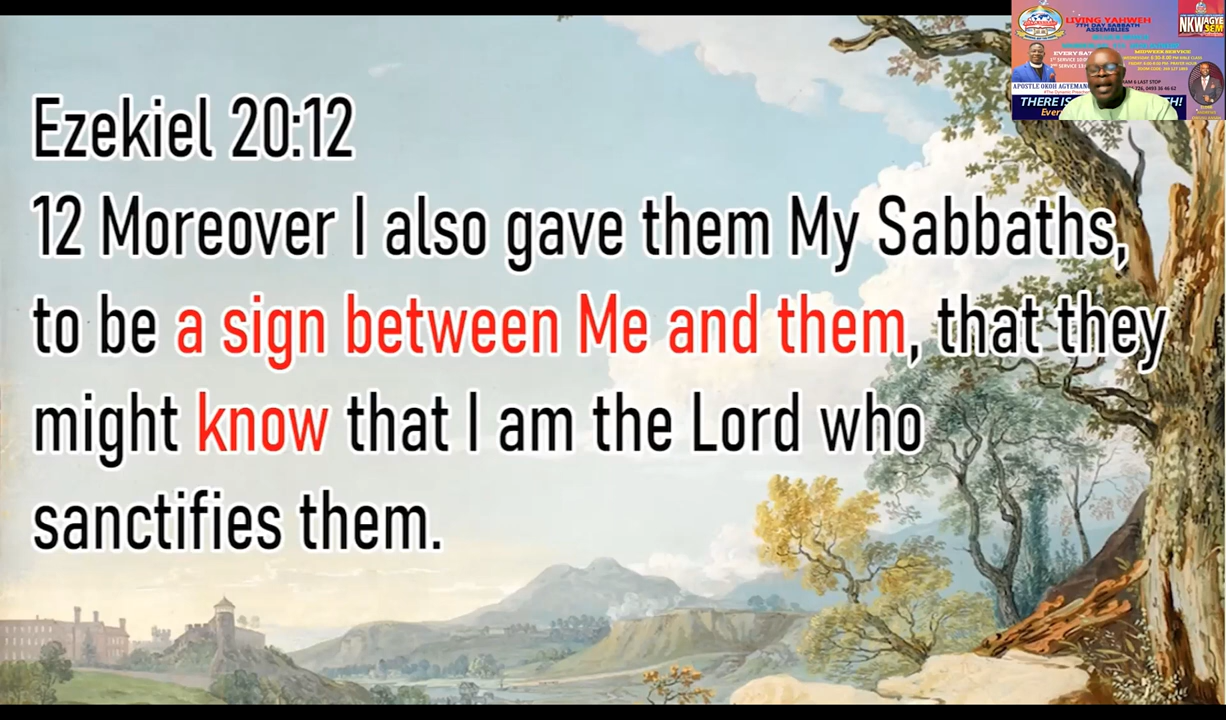 Ezekiel 20:12
12 Moreover I also gave them My Sabbaths,
to be a sign between Me and them, that they
might know that I am the Lord who
sanctifies them.
LIVING YAHWEH
7TH DAY SABBATH
ASSEMBLIES
NKWAGYE
SEM
APOSTLE OKOH AGYEMANG
THERE IS